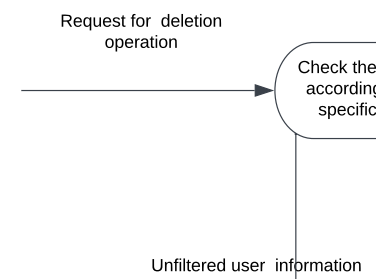 Request for  deletion
operation
Check the
according
specific
Unfiltered user  information